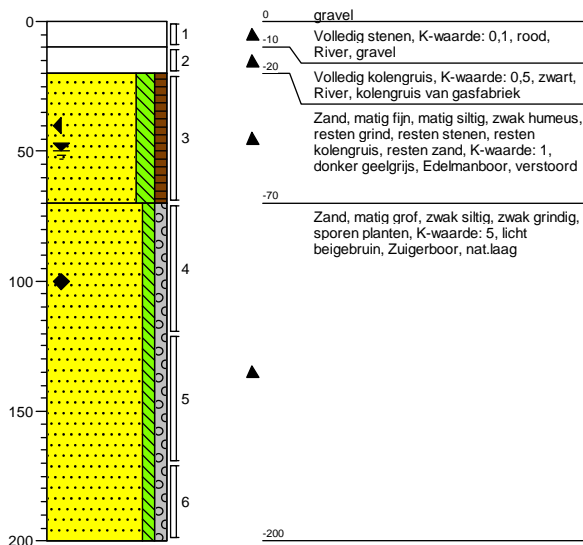 0
50
100
150
200
1
2
3
4
5
6
0
gravel
-10
Volledig stenen, K-waarde: 0,1, rood,
River, gravel
-20
Volledig kolengruis, K-waarde: 0,5, zwart,
River, kolengruis van gasfabriek
Zand, matig fijn, matig siltig, zwak humeus,
resten grind, resten stenen, resten
kolengruis, resten zand, K-waarde: 1,
donker geelgrijs, Edelmanboor, verstoord
-70
Zand, matig grof, zwak siltig, zwak grindig,
sporen planten, K-waarde: 5, licht
beigebruin, Zuigerboor, nat.laag
-200